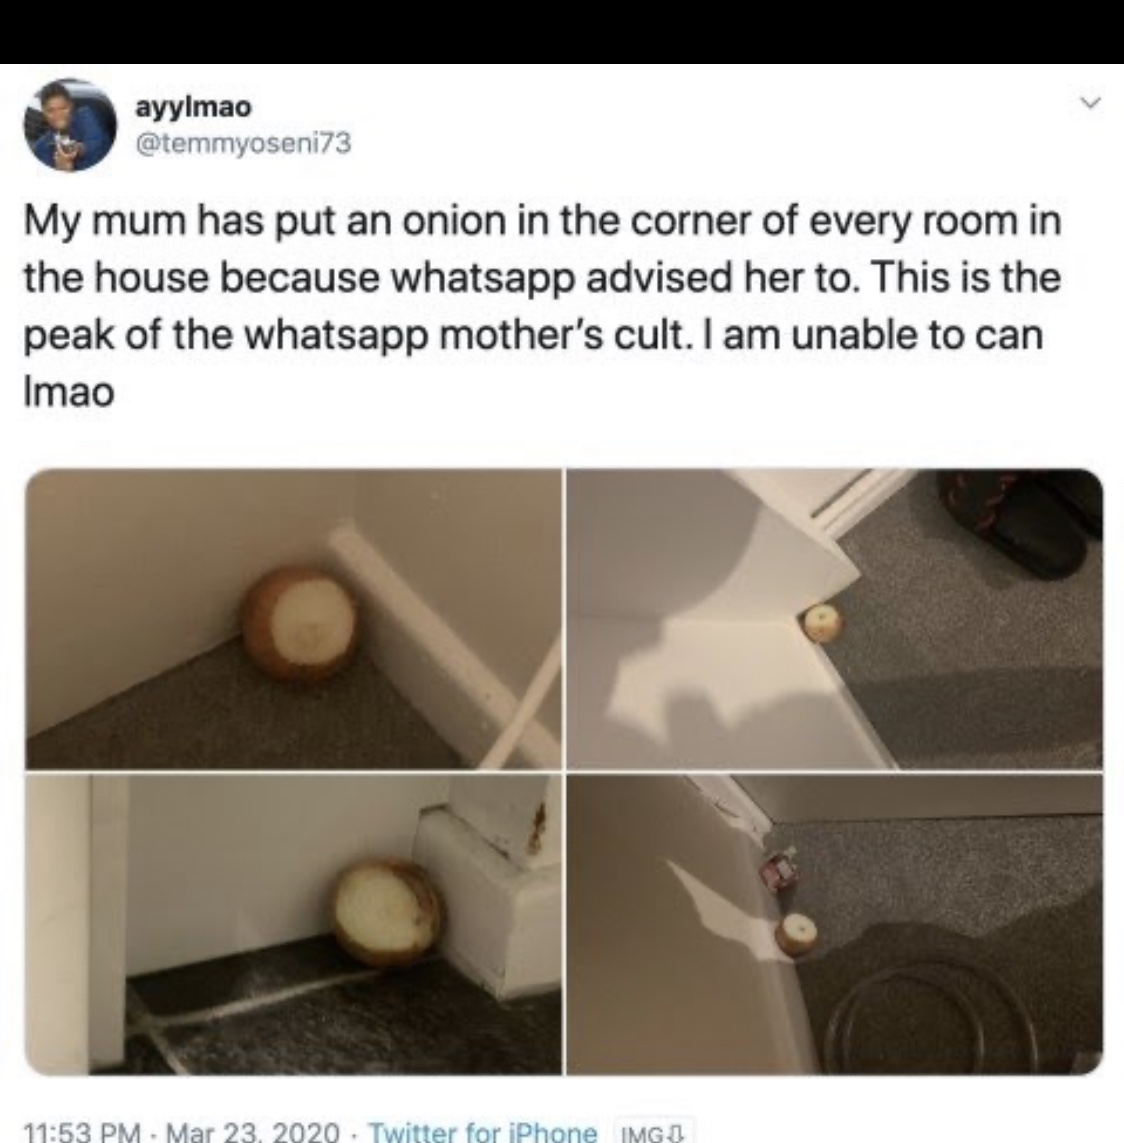 ayylmao
@temmyoseni73
My mum has put an onion in the corner of every room in
the house because whatsapp advised her to. This is the
peak of the whatsapp mother's cult. I am unable to can
lmao
11:53 PM · Mar 23, 2020 · Twitter for iPhone IMG